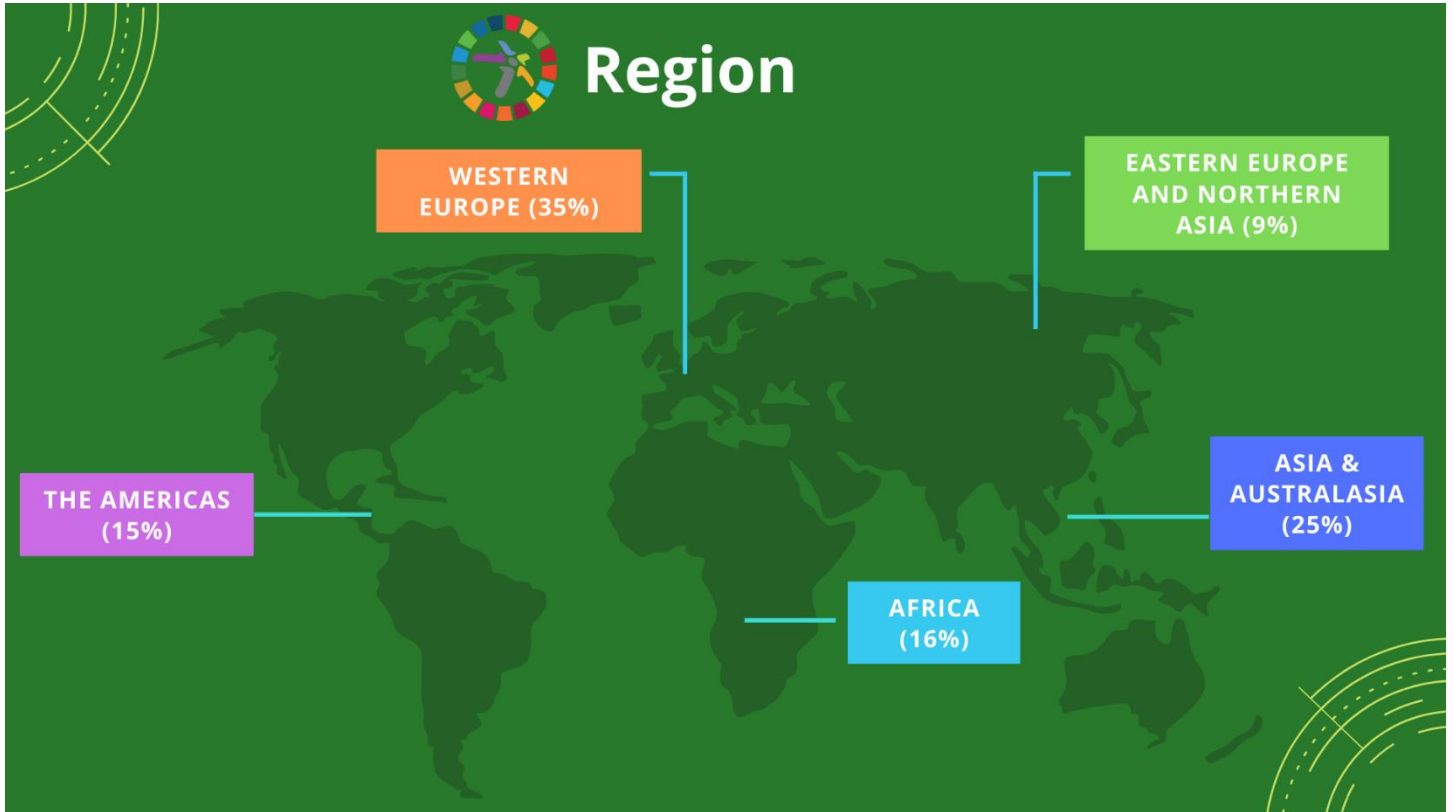 Region
WESTERN
EUROPE (35%)
EASTERN EUROPE
AND NORTHERN
ASIA (9%)
THE AMERICAS
(15%)
ASIA &
AUSTRALASIA
(25%)
AFRICA
(16%)